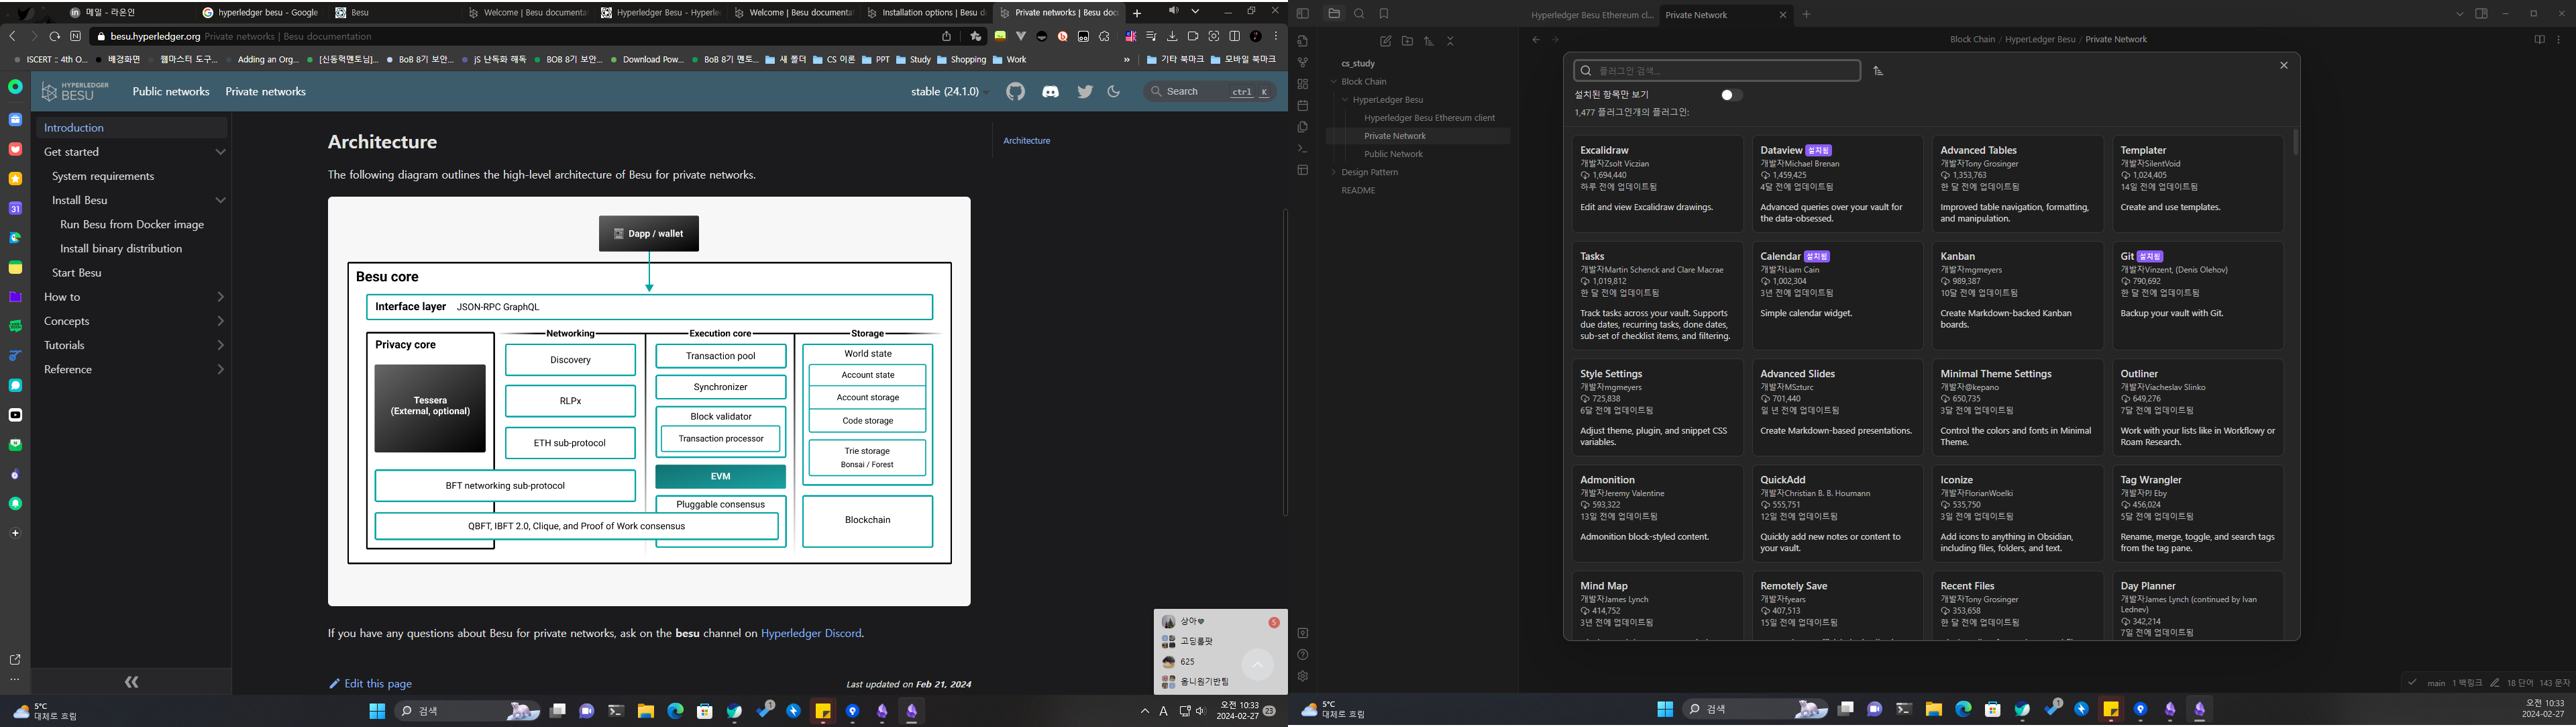 메일 - 라온인
hyperledger besu - Google
Besu
Welcome | Besu documenta
Hyperledger Besu - Hyperle
Welcome | Besu documenta
Installation options | Besu d
Private networks | Besu doc
besu.hyperledger.org Private networks | Besu documentation
ISCERT :: 4th O...
배경화면
웹마스터 도구...
Adding an Org...
[신동혁멘토님]...
BoB 8기 보안...
jS 난독화 해독
BOB 8기 보안...
Download Pow...
BoB 8기 멘토...
새 폴더
CS 이론
PPT
Study
Shopping
Work
기타 북마크
모바일 북마크
HYPERLEDGER
BESU
Public networks
Private networks
stable (24.1.0)
Search
ctrl K
Introduction
Get started
System requirements
Install Besu
Run Besu from Docker image
Install binary distribution
Start Besu
How to
Concepts
Tutorials
Reference
31
Architecture
The following diagram outlines the high-level architecture of Besu for private networks.
Dapp / wallet
Besu core
Interface layer JSON-RPC GraphQL
Privacy core
Tessera
(External, optional)
Networking
Discovery
RLPx
ETH sub-protocol
BFT networking sub-protocol
Execution core
Transaction pool
Synchronizer
Block validator
Transaction processor
EVM
Pluggable consensus
QBFT, IBFT 2.0, Clique, and Proof of Work consensus
Storage
World state
Account state
Account storage
Code storage
Trie storage
Bonsai / Forest
Blockchain
If you have any questions about Besu for private networks, ask on the besu channel on Hyperledger Discord.
Edit this page
Last updated on Feb 21, 2024
Architecture
상아
5
고딩롤팟
625
옴니원기반팀
5°C
대체로 흐림
검색
1
A
오전 10:33
2024-02-27
23
Hyperledger Besu Ethereum cl...
Private Network
Block Chain / HyperLedger Besu / Private Network
cs_study
Block Chain
HyperLedger Besu
Hyperledger Besu Ethereum client
Private Network
Public Network
Design Pattern
README
플러그인 검색...
설치된 항목만 보기
1,477 플러그인개의 플러그인:
Excalidraw
개발자Zsolt Viczian
1,694,440
하루 전에 업데이트됨
Edit and view Excalidraw drawings.
Dataview 설치됨
개발자Michael Brenan
1,459,425
4달 전에 업데이트됨
Advanced queries over your vault for
the data-obsessed.
Advanced Tables
개발자Tony Grosinger
1,353,763
한 달 전에 업데이트됨
Improved table navigation, formatting,
and manipulation.
Templater
개발자SilentVoid
1,024,405
14일 전에 업데이트됨
Create and use templates.
Tasks
개발자Martin Schenck and Clare Macrae
1,019,812
한 달 전에 업데이트됨
Track tasks across your vault. Supports
due dates, recurring tasks, done dates,
sub-set of checklist items, and filtering.
Calendar 설치됨
개발자Liam Cain
1,002,304
3년 전에 업데이트됨
Simple calendar widget.
Kanban
개발자mgmeyers
989,387
10달 전에 업데이트됨
Create Markdown-backed Kanban
boards.
Git 설치됨
개발자Vinzent, (Denis Olehov)
790,692
한 달 전에 업데이트됨
Backup your vault with Git.
Style Settings
개발자mgmeyers
725,838
6달 전에 업데이트됨
Adjust theme, plugin, and snippet CSS
variables.
Advanced Slides
개발자MSzturc
701,440
일 년 전에 업데이트됨
Create Markdown-based presentations.
Minimal Theme Settings
개발자@kepano
650,735
3달 전에 업데이트됨
Control the colors and fonts in Minimal
Theme.
Outliner
개발자Viacheslav Slinko
649,276
7달 전에 업데이트됨
Work with your lists like in Workflowy or
Roam Research.
Admonition
개발자Jeremy Valentine
593,322
13일 전에 업데이트됨
Admonition block-styled content.
QuickAdd
개발자Christian B. B. Houmann
555,751
12일 전에 업데이트됨
Quickly add new notes or content to
your vault.
Iconize
개발자FlorianWoelki
535,750
3일 전에 업데이트됨
Add icons to anything in Obsidian,
including files, folders, and text.
Tag Wrangler
개발자PJ Eby
456,024
5달 전에 업데이트됨
Rename, merge, toggle, and search tags
from the tag pane.
Mind Map
개발자James Lynch
414,752
3년 전에 업데이트됨
Remotely Save
개발자fyears
407,513
15일 전에 업데이트됨
Recent Files
개발자Tony Grosinger
353,658
한 달 전에 업데이트됨
Day Planner
개발자James Lynch (continued by Ivan
Lednev)
342,214
7일 전에 업데이트됨
main
1 백링크
18 단어
143 문자
5°C
대체로 흐림
검색
1
오전 10:33
2024-02-27